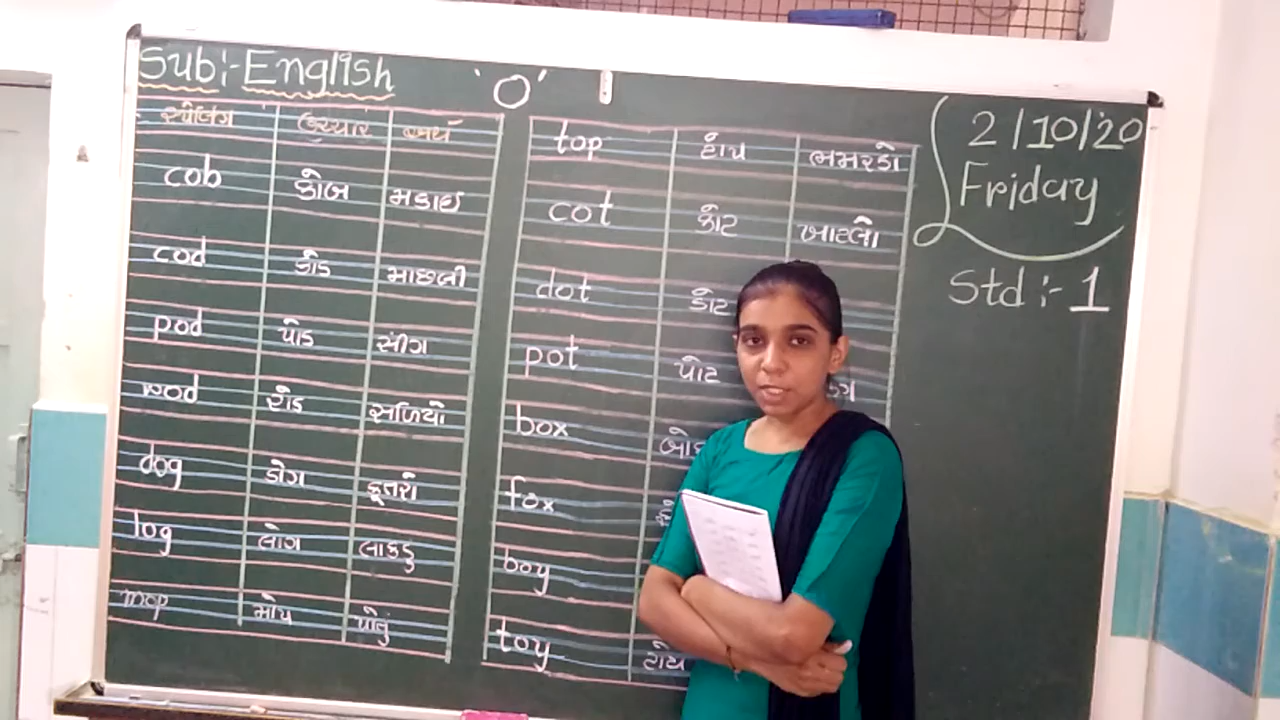 Sub:- English
'O'
સ્પેલિંગ ઉચ્ચાર અર્થ
cob કોબ મકાઈ
cod કોડ માછલી
pod પોડ સીંગ
rod રોડ સળિયો
dog ડોગ કૂતરો
log લોગ લાકડુ
mop મોપ પોતું
top ટોપ ભમરડો
cot કોટ ખાટલો
dot ડોટ
pot પોટ
box
fox
boy
toy ટોય
2/10/20
Friday
Std :- 1